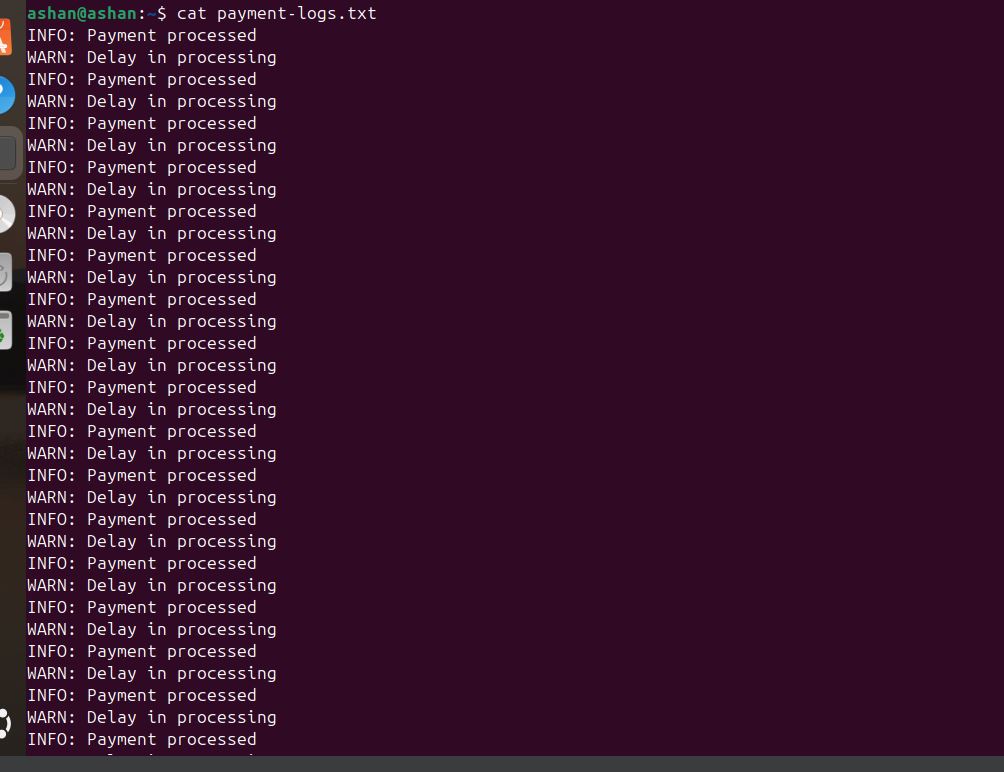 ashan@ashan:~$ cat payment-logs.txt
INFO: Payment processed
WARN: Delay in processing
INFO: Payment processed
WARN: Delay in processing
INFO: Payment processed
WARN: Delay in processing
INFO: Payment processed
WARN: Delay in processing
INFO: Payment processed
WARN: Delay in processing
INFO: Payment processed
WARN: Delay in processing
INFO: Payment processed
WARN: Delay in processing
INFO: Payment processed
WARN: Delay in processing
INFO: Payment processed
WARN: Delay in processing
INFO: Payment processed
WARN: Delay in processing
INFO: Payment processed
WARN: Delay in processing
INFO: Payment processed
WARN: Delay in processing
INFO: Payment processed
WARN: Delay in processing
INFO: Payment processed
WARN: Delay in processing
INFO: Payment processed
WARN: Delay in processing
INFO: Payment processed
WARN: Delay in processing
INFO: Payment processed